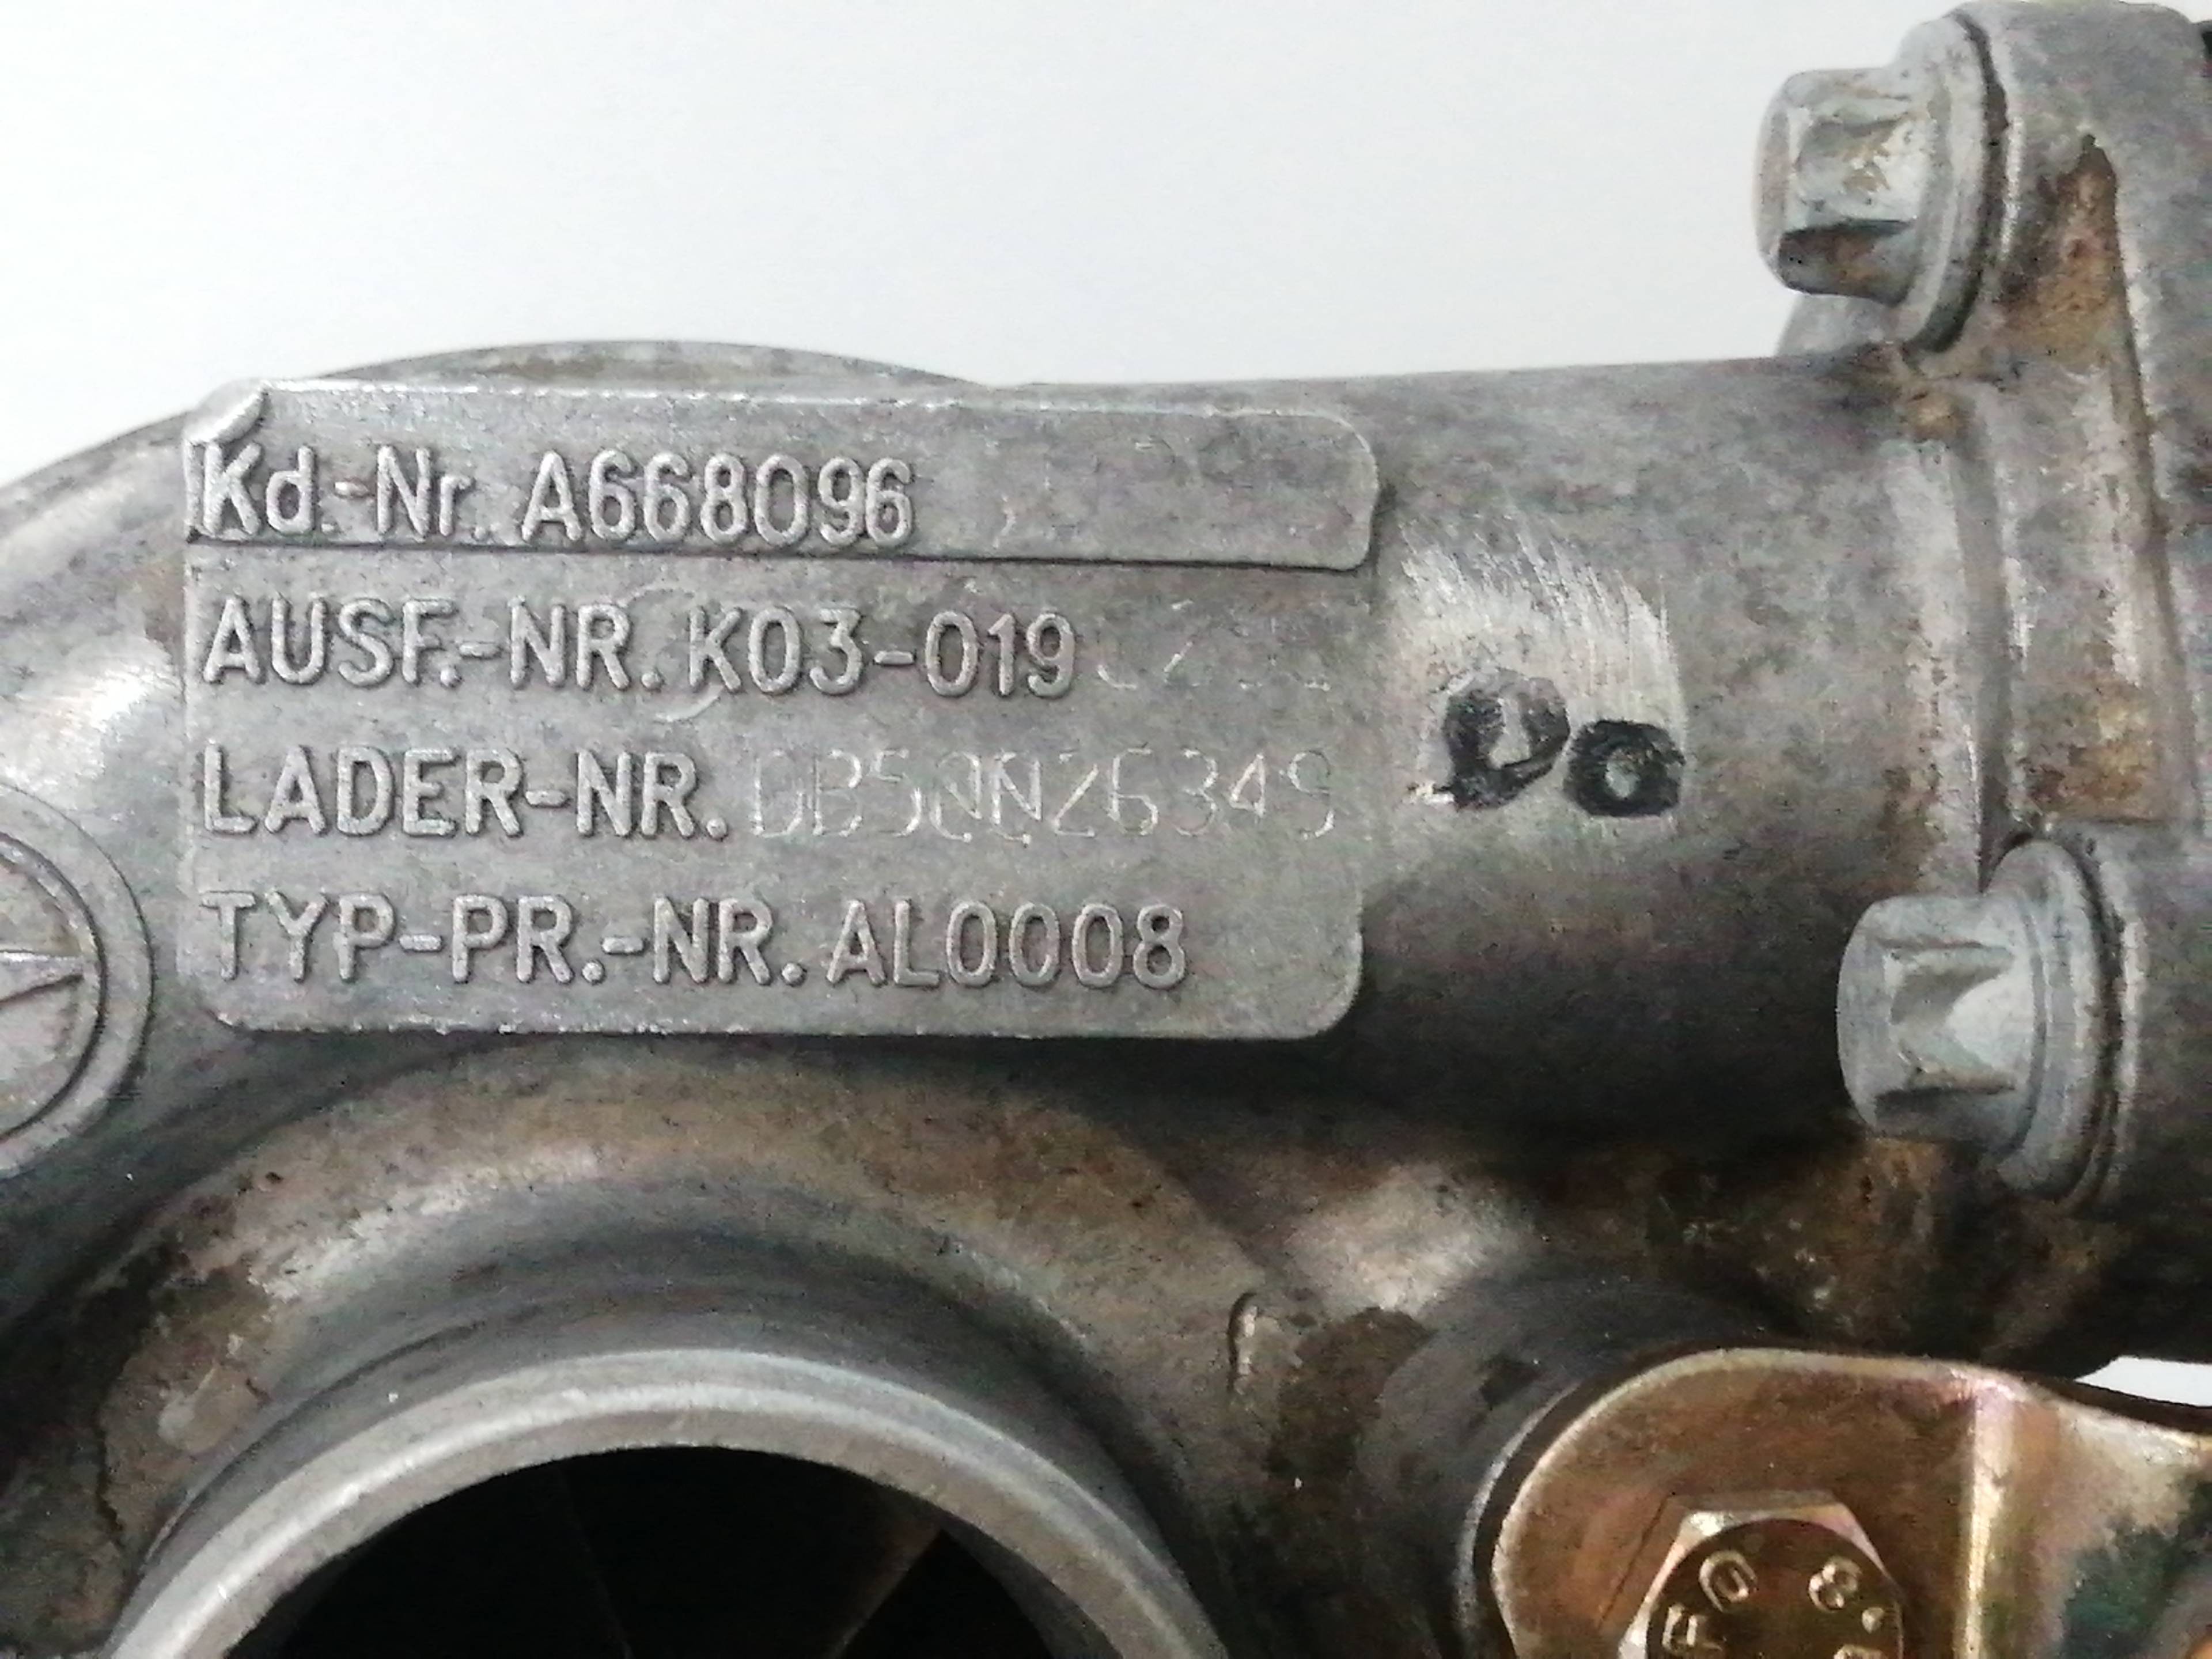 Kd.-Nr. A668096
AUSF.-NR. K03-019
LADER-NR.
TYP-PR.-NR. AL0008